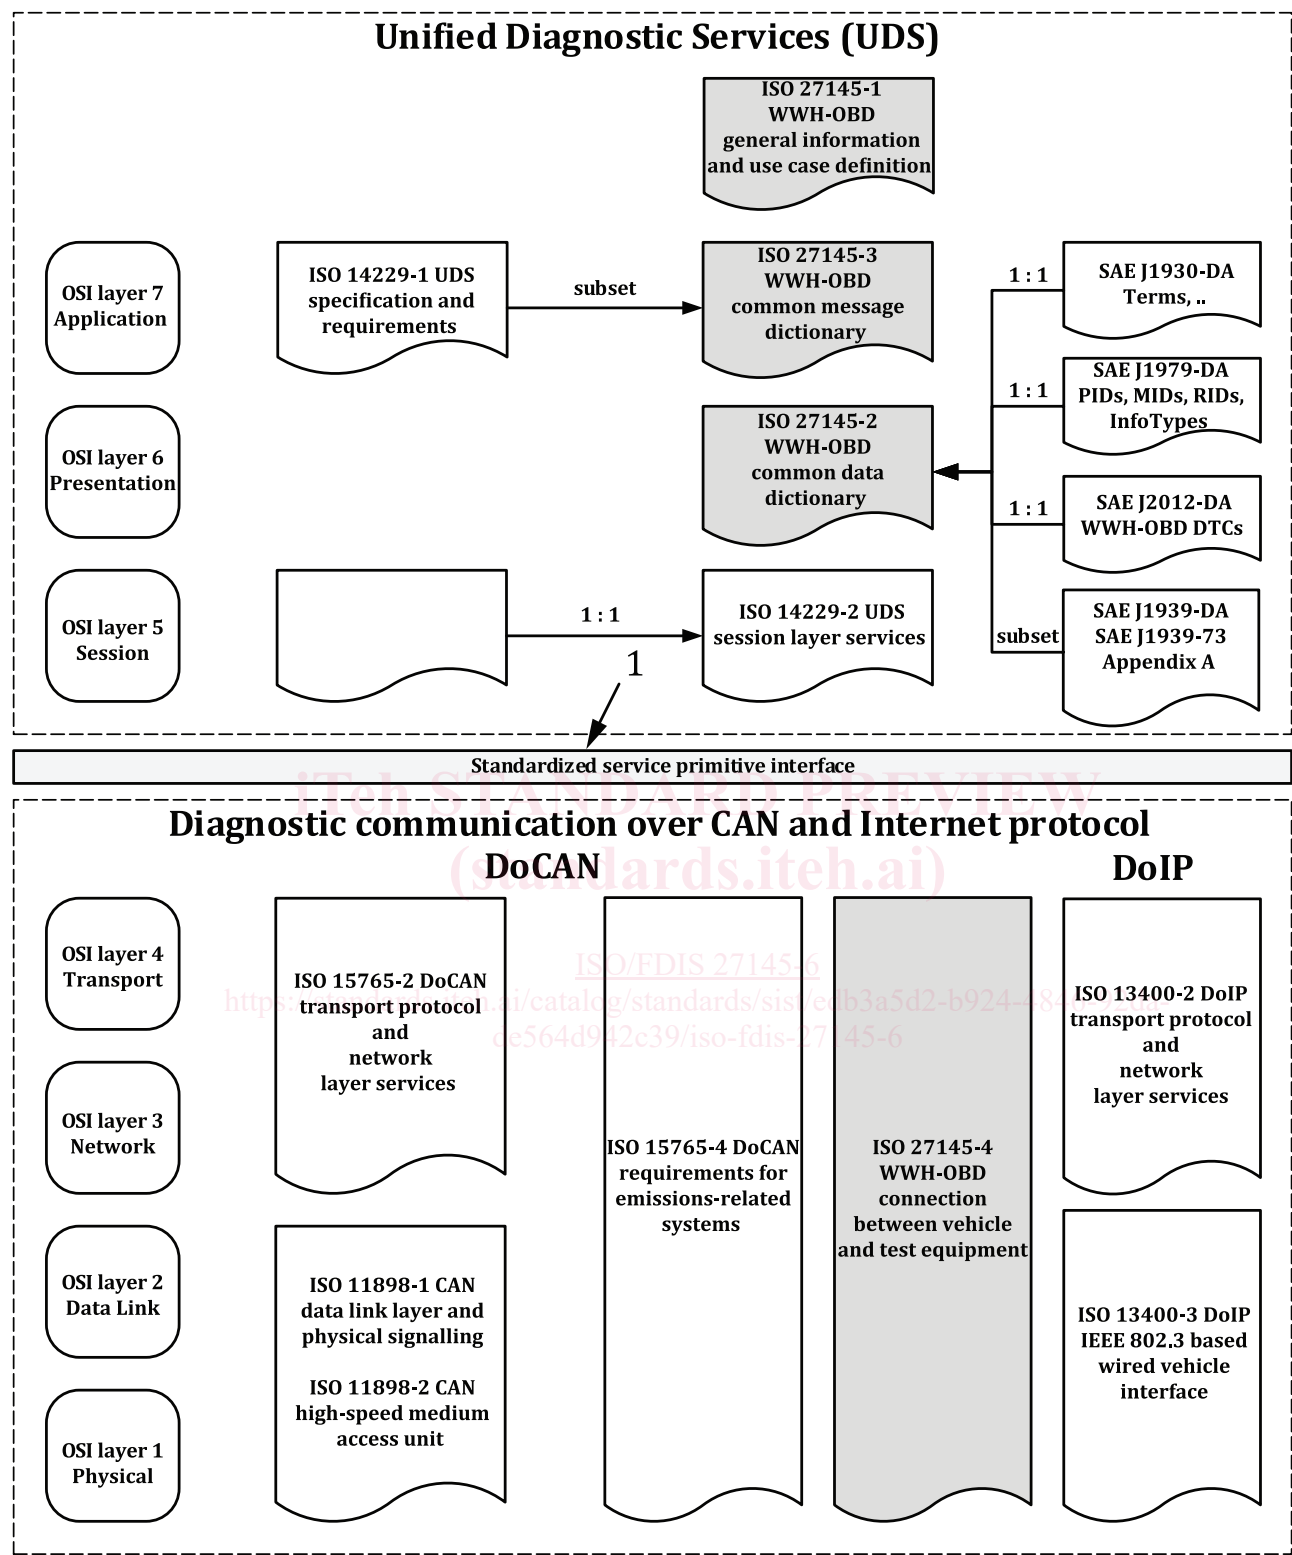 Unified Diagnostic Services (UDS)
ISO 27145-1
WWH-OBD
general information
and use case definition
OSI layer 7
Application
ISO 14229-1 UDS
specification and
requirements
subset
ISO 27145-3
WWH-OBD
common message
dictionary
1 : 1
SAE J1930-DA
Terms, ..
1 : 1
SAE J1979-DA
PIDs, MIDs, RIDs,
InfoTypes
OSI layer 6
Presentation
ISO 27145-2
WWH-OBD
common data
dictionary
1 : 1
SAE J2012-DA
WWH-OBD DTCs
OSI layer 5
Session
1 : 1
ISO 14229-2 UDS
session layer services
subset
SAE J1939-DA
SAE J1939-73
Appendix A
1
Standardized service primitive interface
iTeh STANDARD PREVIEW
Diagnostic communication over CAN and Internet protocol
DoCAN
DoIP
(standards.iteh.ai)
OSI layer 4
Transport
ISO 15765-2 DoCAN
transport protocol
and
network
layer services
ISO/FDIS 27145-6
de564d942c39/iso-fdis-27145-6
ISO 13400-2 DoIP
transport protocol
and
network
layer services
OSI layer 3
Network
ISO 15765-4 DoCAN
requirements for
emissions-related
systems
ISO 27145-4
WWH-OBD
connection
between vehicle
and test equipment
OSI layer 2
Data Link
ISO 11898-1 CAN
data link layer and
physical signalling
ISO 11898-2 CAN
high-speed medium
access unit
ISO 13400-3 DoIP
IEEE 802.3 based
wired vehicle
interface
OSI layer 1
Physical